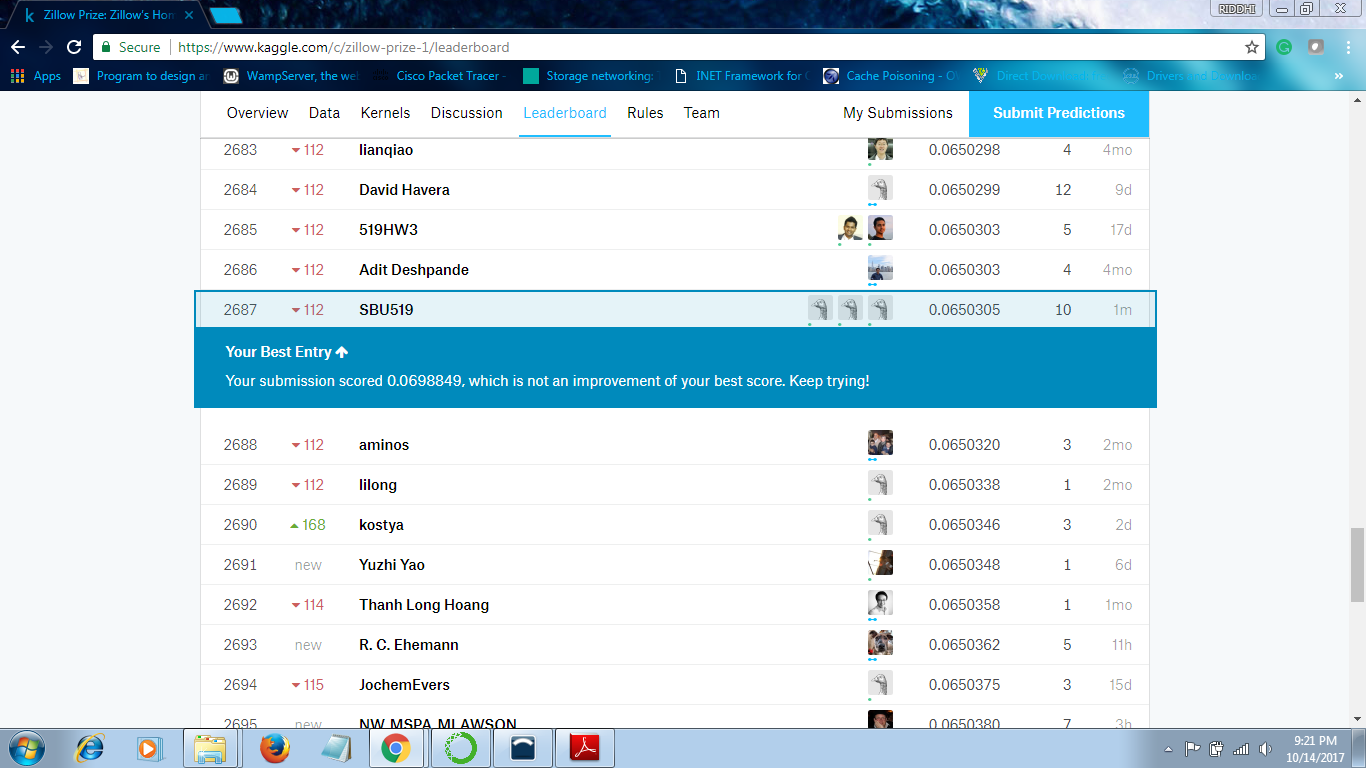 Zillow Prize: Zillow's Hom
RIDDHI
Secure https://www.kaggle.com/c/zillow-prize-1/leaderboard
Apps Program to design a WampServer, the we Cisco Packet Tracer - Storage networking: INET Framework for Cache Poisoning - Direct Download Drivers and Downloa »
Overview Data Kernels Discussion Leaderboard Rules Team My Submissions Submit Predictions
2683 112 lianqiao 0.0650298 4 4mo
2684 112 David Havera 0.0650299 12 9d
2685 112 519HW3 0.0650303 5 17d
2686 112 Adit Deshpande 0.0650303 4 4mo
2687 112 SBU519 0.0650305 10 1m
Your Best Entry
Your submission scored 0.0698849, which is not an improvement of your best score. Keep trying!
2688 112 aminos 0.0650320 3 2mo
2689 112 lilong 0.0650338 1 2mo
2690 168 kostya 0.0650346 3 2d
2691 new Yuzhi Yao 0.0650348 1 6d
2692 114 Thanh Long Hoang 0.0650358 1 1mo
2693 new R. C. Ehemann 0.0650362 5 11h
2694 115 JochemEvers 0.0650375 3 15d
2695 new NW_MSPA_MLAWSON 0.0650380 7 3h
9:21 PM
10/14/2017